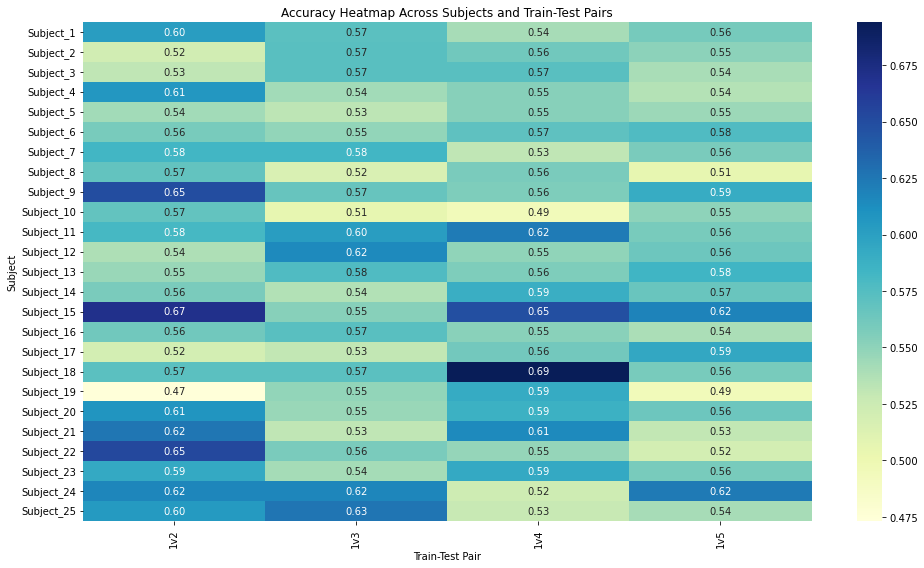 Accuracy Heatmap Across Subjects and Train-Test Pairs
Subject_1 0.60 0.57 0.54 0.56
Subject_2 0.52 0.57 0.56 0.55
Subject_3 0.53 0.57 0.57 0.54
Subject_4 0.61 0.54 0.55 0.54
Subject_5 0.54 0.53 0.55 0.55
Subject_6 0.56 0.55 0.57 0.58
Subject_7 0.58 0.58 0.53 0.56
Subject_8 0.57 0.52 0.56 0.51
Subject_9 0.65 0.57 0.56 0.59
Subject_10 0.57 0.51 0.49 0.55
Subject_11 0.58 0.60 0.62 0.56
Subject_12 0.54 0.62 0.55 0.56
Subject_13 0.55 0.58 0.56 0.58
Subject_14 0.56 0.54 0.59 0.57
Subject_15 0.67 0.55 0.65 0.62
Subject_16 0.56 0.57 0.55 0.54
Subject_17 0.52 0.53 0.56 0.59
Subject_18 0.57 0.57 0.69 0.56
Subject_19 0.47 0.55 0.59 0.49
Subject_20 0.61 0.55 0.59 0.56
Subject_21 0.62 0.53 0.61 0.53
Subject_22 0.65 0.56 0.55 0.52
Subject_23 0.59 0.54 0.59 0.56
Subject_24 0.62 0.62 0.52 0.62
Subject_25 0.60 0.63 0.53 0.54
Subject
1v2 1v3 1v4 1v5
Train-Test Pair
0.675
0.650
0.625
0.600
0.575
0.550
0.525
0.500
0.475